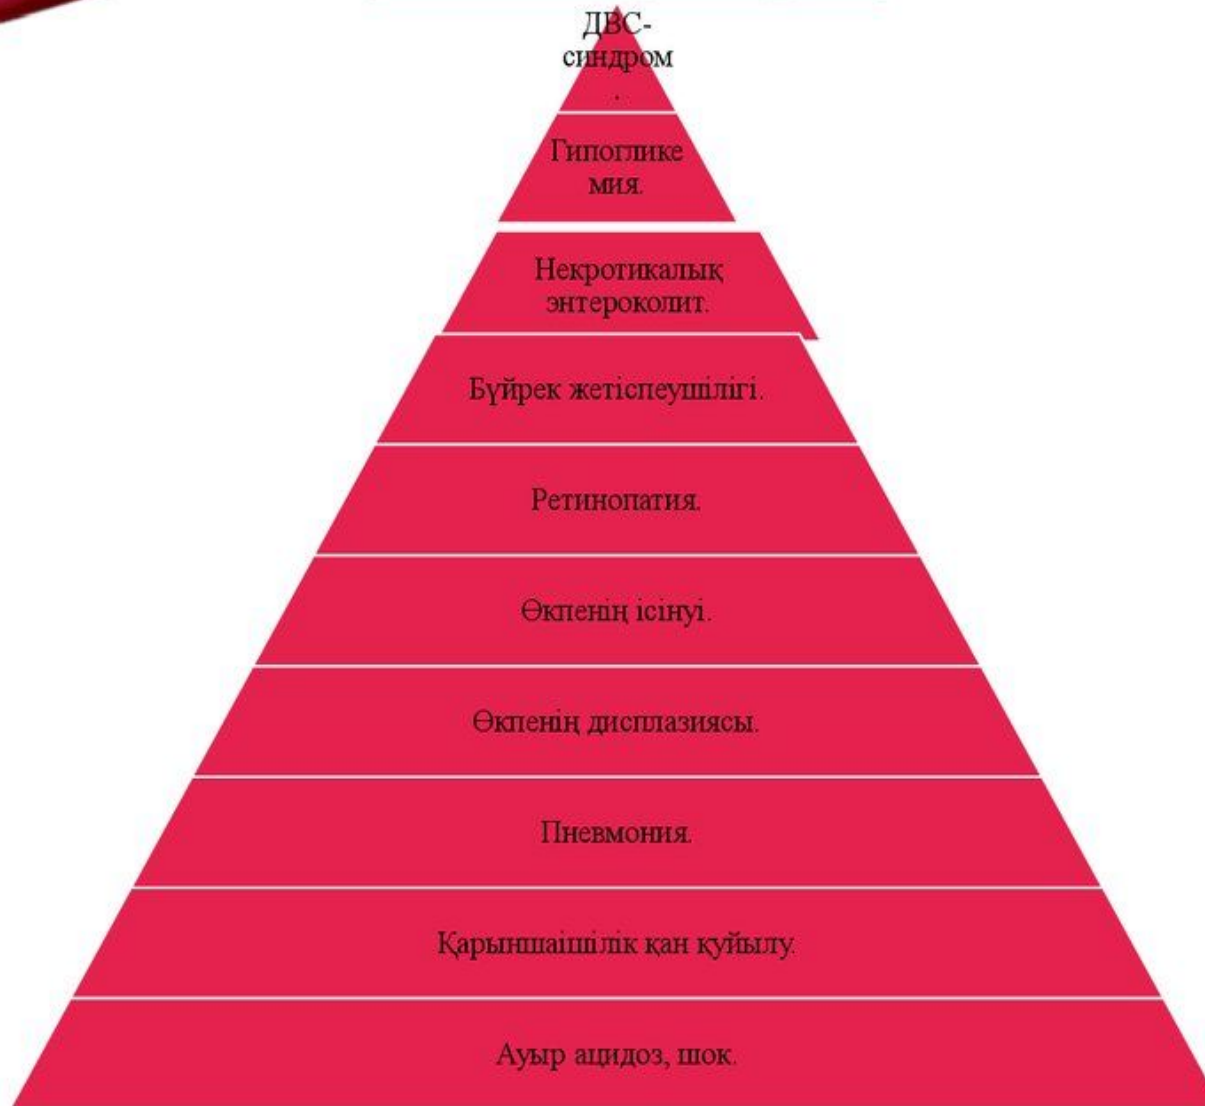 ДВС-
синдром
.
Гипоглике
мия.
Некротикалық
энтероколит.
Бүйрек жетіспеушілігі.
Ретинопатия.
Өкпенің ісінуі.
Өкпенің дисплазиясы.
Пневмония.
Қарыншаішілік қан құйылу.
Ауыр ацидоз, шок.